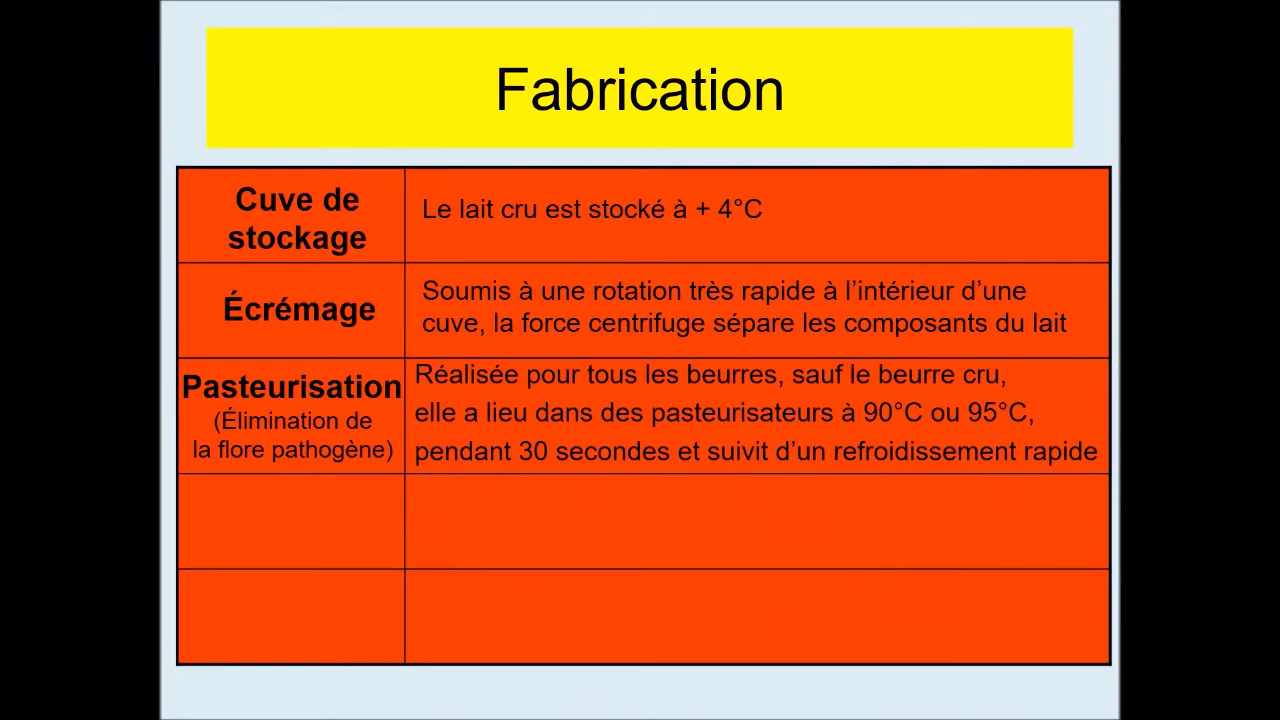 Fabrication
Cuve de
stockage
Le lait cru est stocké à + 4°C
Écrémage
Soumis à une rotation très rapide à l’intérieur d’une
cuve, la force centrifuge sépare les composants du lait
Pasteurisation
(Élimination de
la flore pathogène)
Réalisée pour tous les beurres, sauf le beurre cru,
elle a lieu dans des pasteurisateurs à 90°C ou 95°C,
pendant 30 secondes et suivit d’un refroidissement rapide